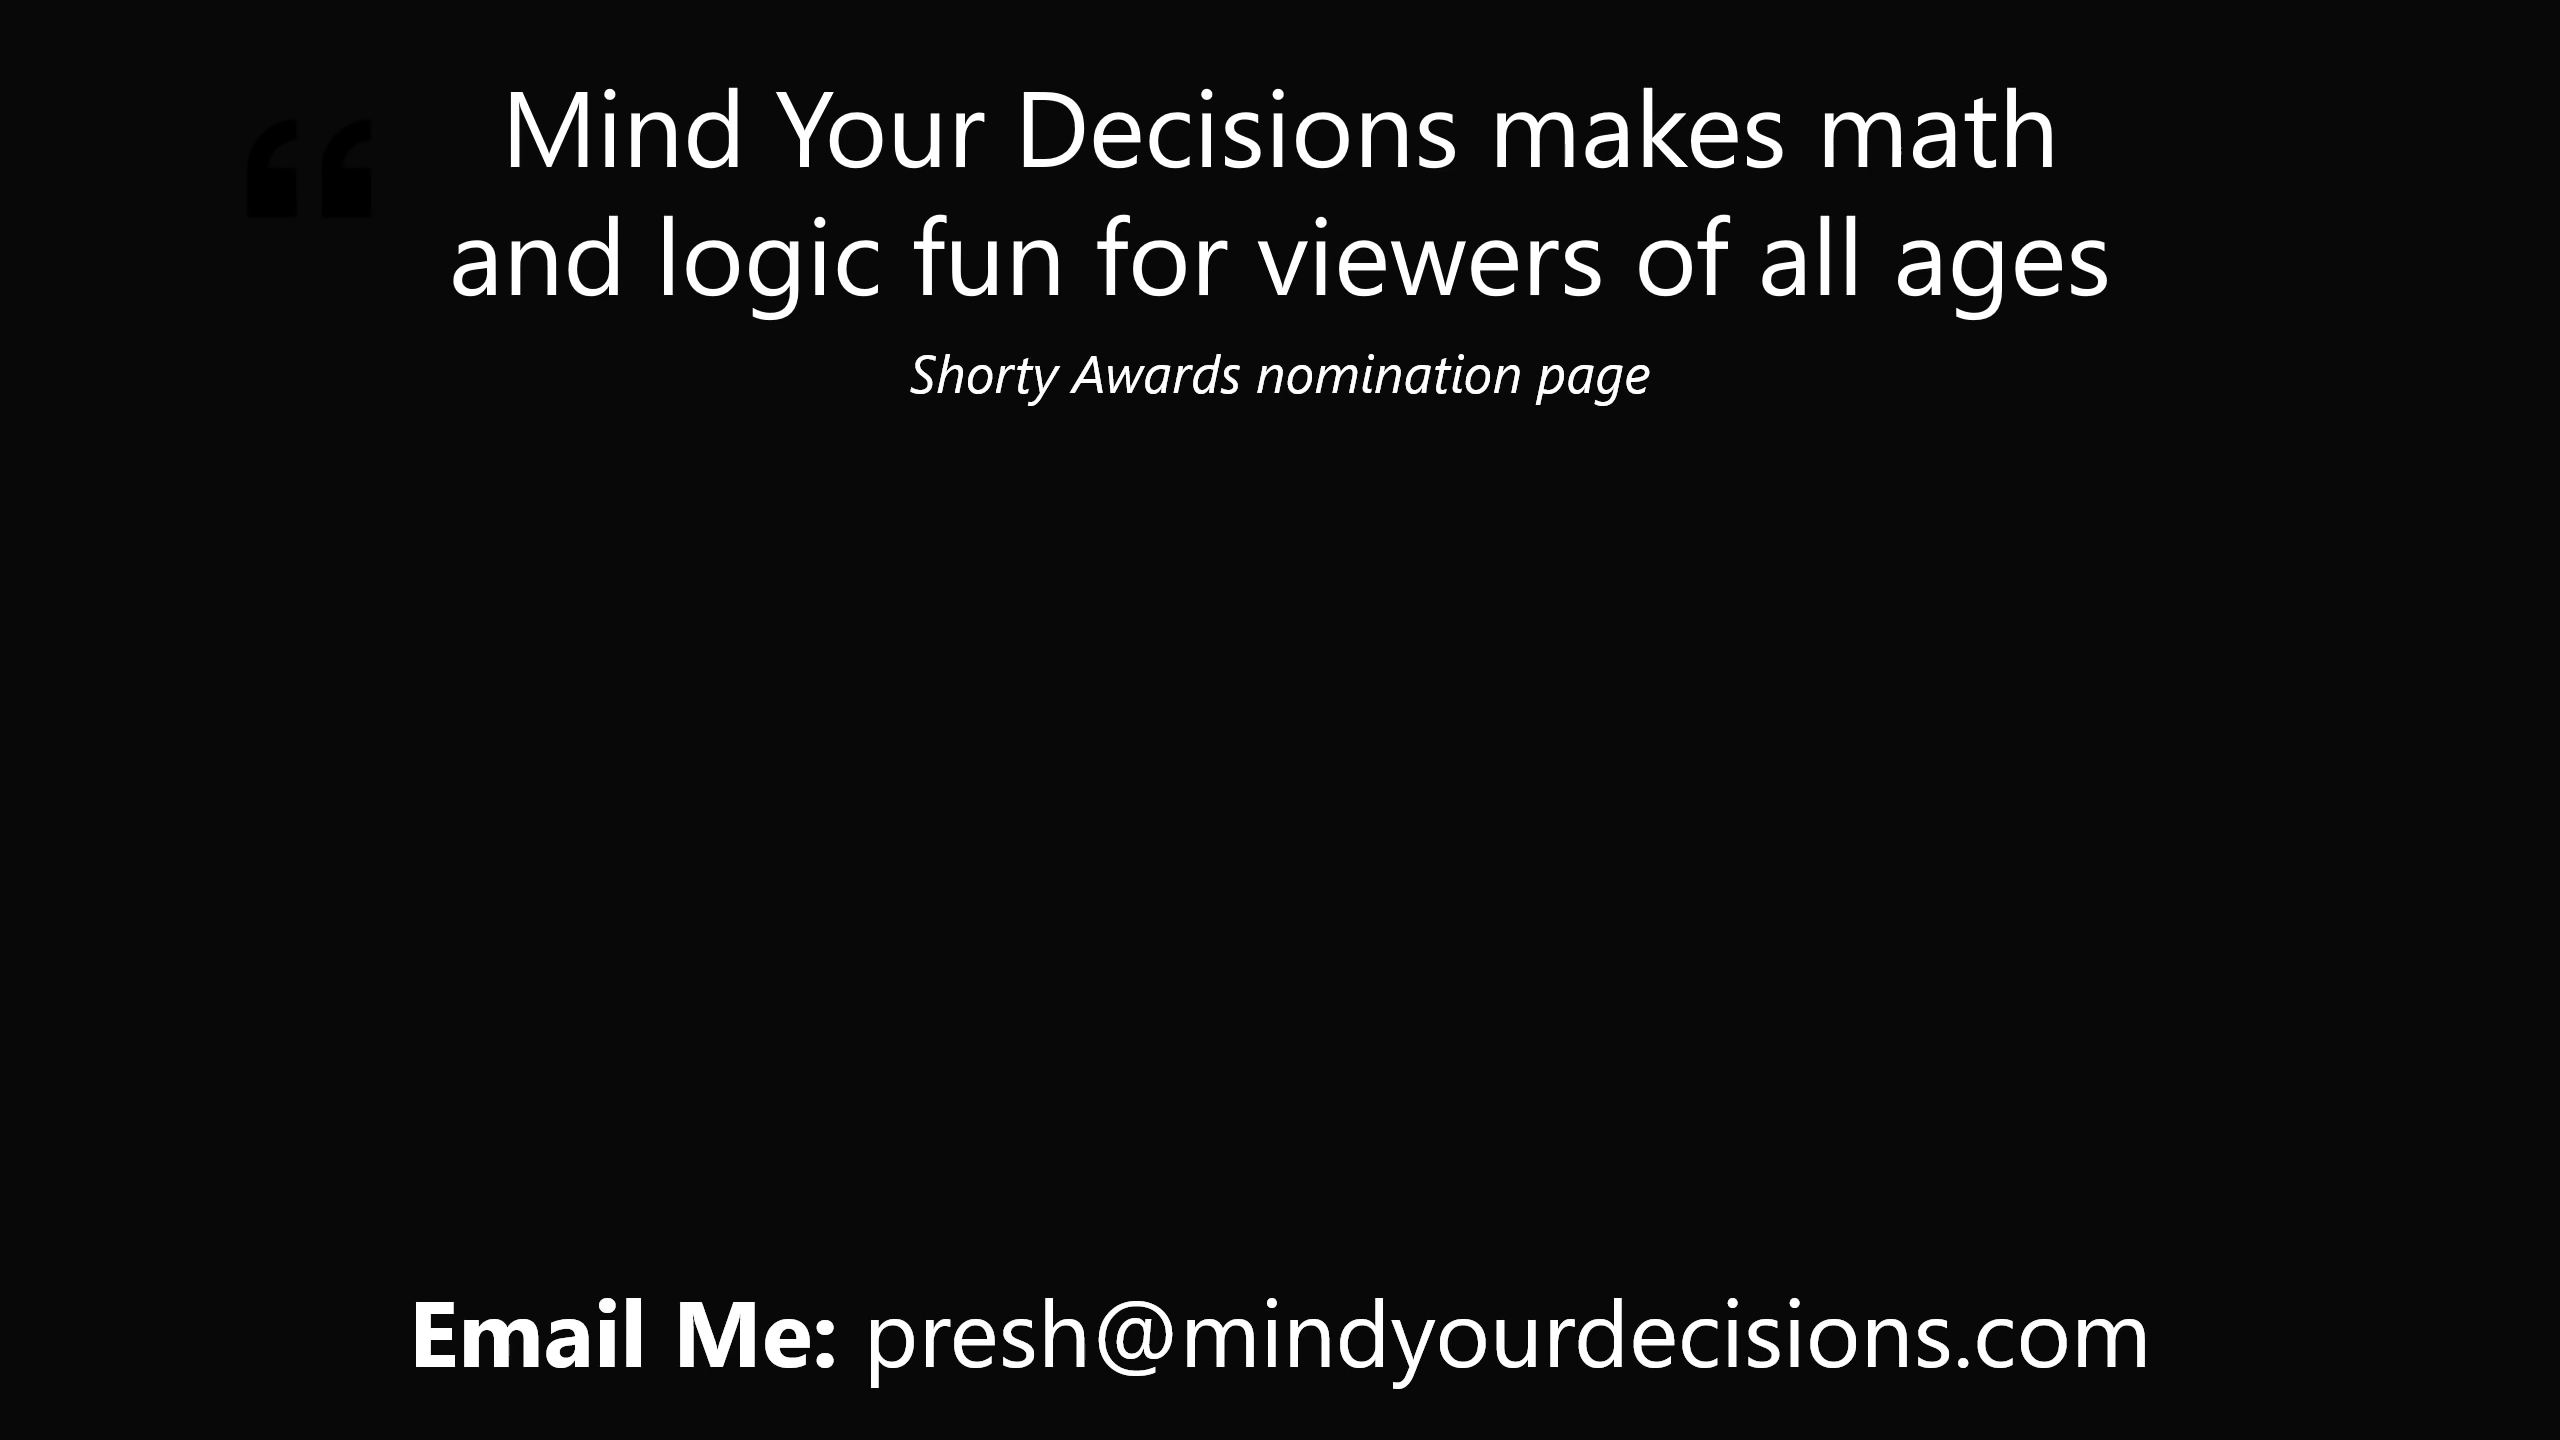 “
Mind Your Decisions makes math
and logic fun for viewers of all ages
Shorty Awards nomination page
Email Me: presh@mindyourdecisions.com